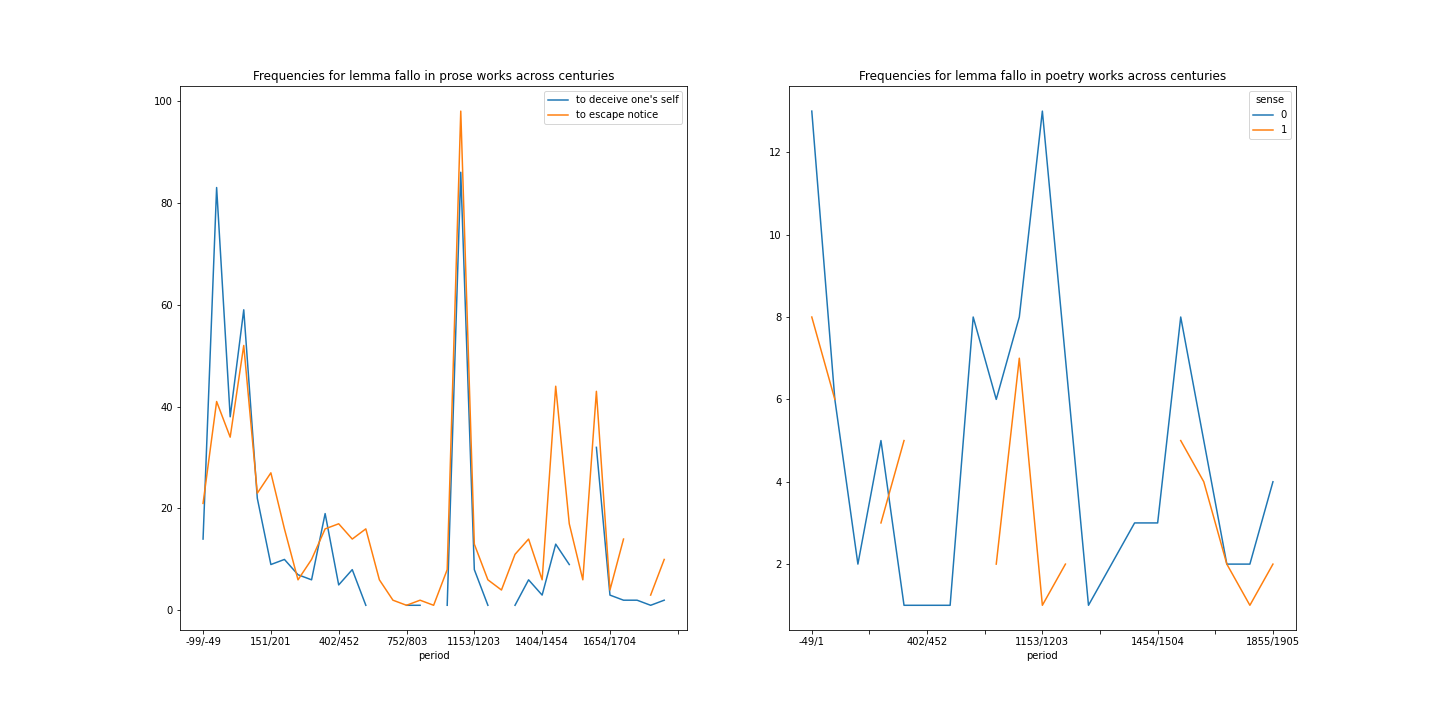 Frequencies for lemma fallo in prose works across centuries
to deceive one's self
to escape notice
100
80
60
40
20
0
-99/-49 151/201 402/452 752/803 1153/1203 1404/1454 1654/1704
period
Frequencies for lemma fallo in poetry works across centuries
sense
0
1
12
10
8
6
4
2
-49/1 402/452 1153/1203 1454/1504 1855/1905
period